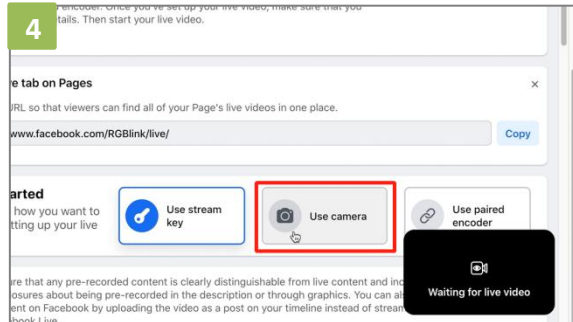 4
encoder. Once you've set up your live video, make sure that you
tails. Then start your live video.
e tab on Pages
URL so that viewers can find all of your Page's live videos in one place.
www.facebook.com/RGBlink/live/
Copy
arted
how you want to
tting up your live
Use stream
key
Use camera
Use paired
encoder
ure that any pre-recorded content is clearly distinguishable from live content and inc
osures about being pre-recorded in the description or through graphics. You can al
ent on Facebook by uploading the video as a post on your timeline instead of stream
ebook Live.
Waiting for live video